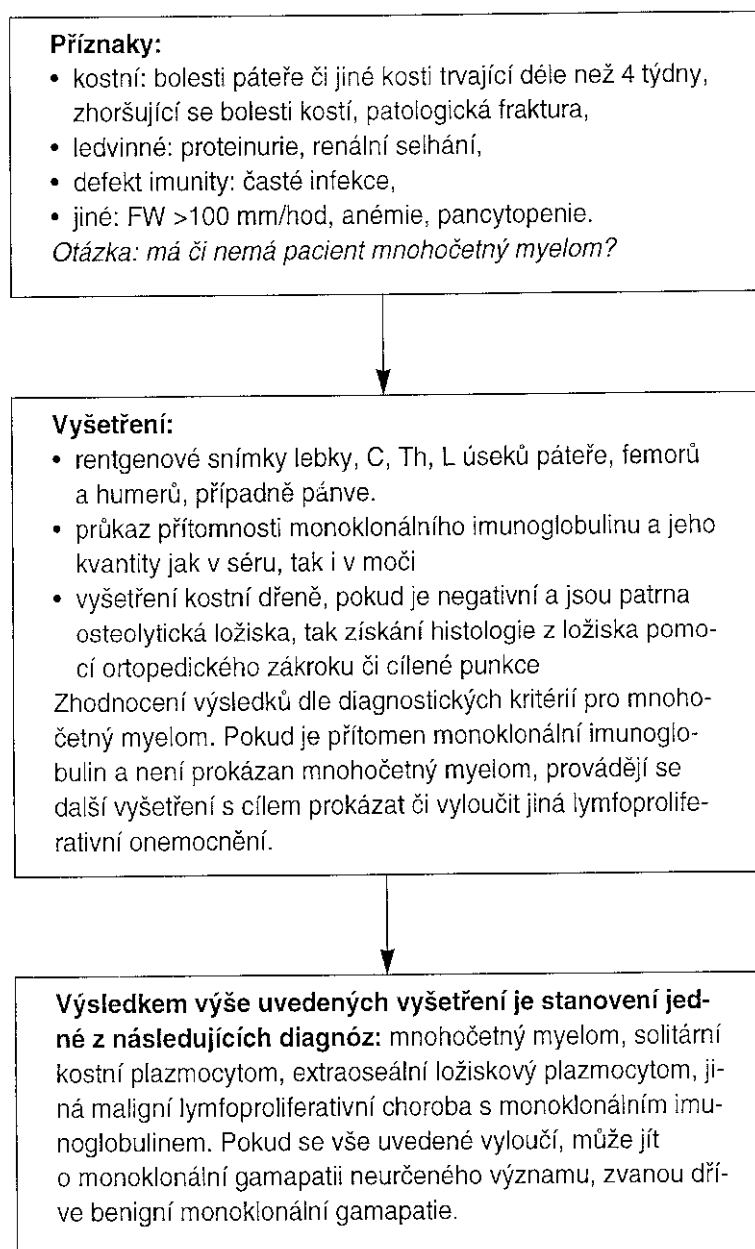 Příznaky:
• kostní: bolesti páteře či jiné kosti trvající déle než 4 týdny,
zhoršující se bolesti kostí, patologická fraktura,
• ledvinné: proteinurie, renální selhání,
• defekt imunity: časté infekce,
• jiné: FW >100 mm/hod, anémie, pancytopenie.
Otázka: má či nemá pacient mnohočetný myelom?
Vyšetření:
• rentgenové snímky lebky, C, Th, L úseků páteře, femorů
a humerů, případně pánve.
• průkaz přítomnosti monoklonálního imunoglobulinu a jeho
kvantity jak v séru, tak i v moči
• vyšetření kostní dřeně, pokud je negativní a jsou patrna
osteolytická ložiska, tak získání histologie z ložiska pomo-
cí ortopedického zákroku či cílené punkce
Zhodnocení výsledků dle diagnostických kritérií pro mnoho-
četný myelom. Pokud je přítomen monoklonální imunoglo-
bulin a není prokázan mnohočetný myelom, provádějí se
další vyšetření s cílem prokázat či vyloučit jiná lymfoprolife-
rativní onemocnění.
Výsledkem výše uvedených vyšetření je stanovení jed-
né z následujících diagnóz: mnohočetný myelom, solitární
kostní plazmocytom, extraoseální ložiskový plazmocytom, ji-
ná maligní lymfoproliferativní choroba s monoklonálním imu-
noglobulinem. Pokud se vše uvedené vyloučí, může jít
o monoklonální gamapatii neurčeného významu, zvanou dří-
ve benigní monoklonální gamapatie.